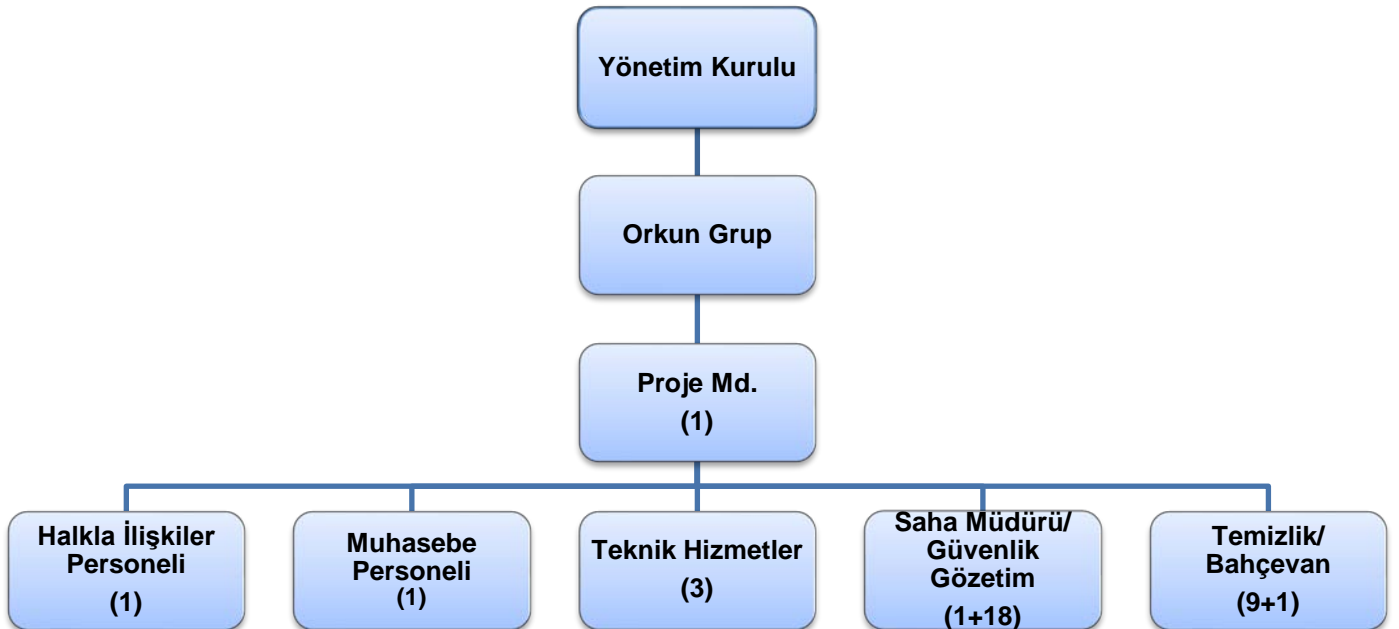 Yönetim Kurulu
Orkun Grup
Proje Md.
(1)
Halkla İlişkiler
Personeli
(1)
Muhasebe
Personeli
(1)
Teknik Hizmetler
(3)
Saha Müdürü/
Güvenlik
Gözetim
(1+18)
Temizlik/
Bahçevan
(9+1)